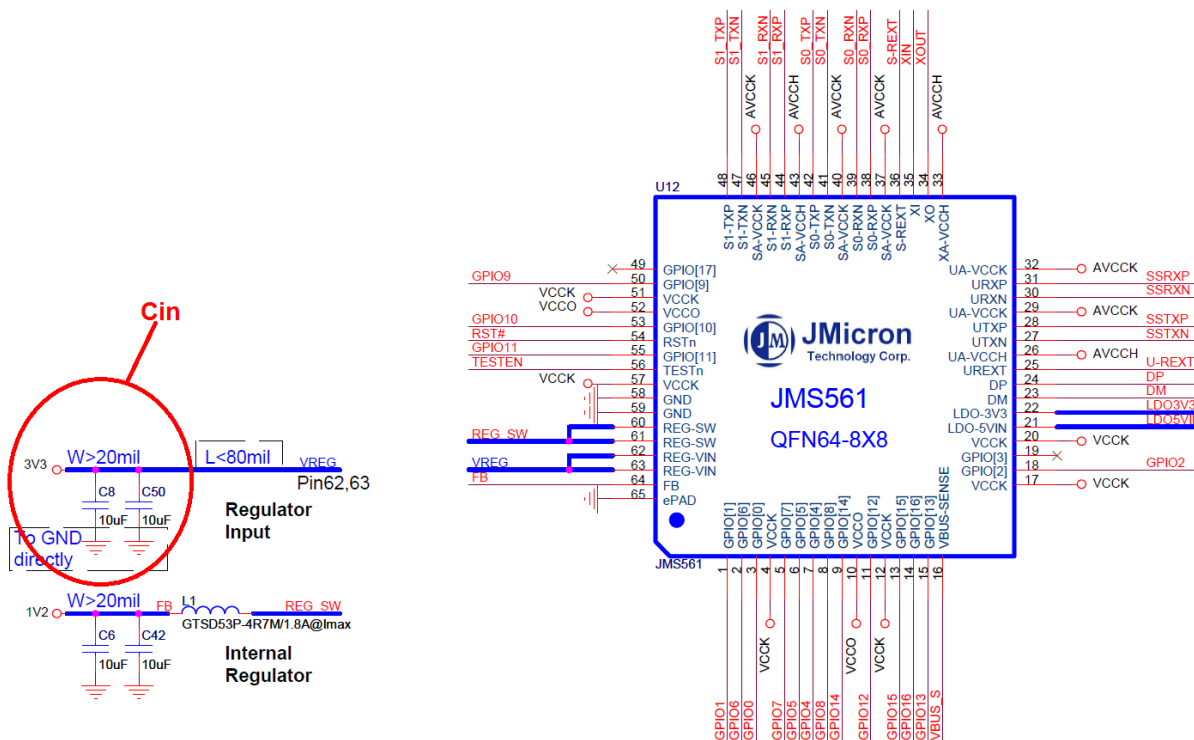 S1_TXP
S1_TXN
S1_RXN
S1_RXP
S0_TXP
S0_TXN
S0_RXN
S0_RXP
S-REXT
XIN
XOUT
AVCCK
AVCCH
AVCCK
AVCCK
AVCCH
48
47
46
45
44
43
42
41
40
39
38
37
36
35
34
33
U12
S1-TXP
S1-TXN
SA-VCCK
S1-RXN
S1-RXP
SA-VCCH
S0-TXP
S0-TXN
SA-VCCK
S0-RXN
S0-RXP
SA-VCCK
S-REXT
XI
XO
XA-VCCH
49 GPIO[17]
GPIO9 50 GPIO[9]
VCCK 51 VCCK
VCCO 52 VCCO
GPIO10 53 GPIO[10]
RST# 54 RSTn
GPIO11 55 GPIO[11]
TESTEN 56 TESTn
VCCK 57 VCCK
58 GND
59 GND
60 REG-SW
REG_SW 61 REG-SW
62 REG-VIN
VREG 63 REG-VIN
FB 64 FB
65 ePAD
JM JMicron
Technology Corp.
JMS561
QFN64-8X8
UA-VCCK 32 AVCCK
URXP 31 SSRXP
URXN 30 SSRXN
UA-VCCK 29 AVCCK
UTXP 28 SSTXP
UTXN 27 SSTXN
UA-VCCH 26 AVCCH
UREXT 25 U-REXT
DP 24 DP
DM 23 DM
LDO-3V3 22 LDO3V3
LDO-5VIN 21 LDO5VIN
VCCK 20 VCCK
GPIO[3] 19
GPIO[2] 18 GPIO2
VCCK 17 VCCK
GPIO[1]
GPIO[6]
GPIO[0]
VCCK
GPIO[7]
GPIO[5]
GPIO[4]
GPIO[8]
GPIO[14]
VCCO
GPIO[12]
VCCK
GPIO[15]
GPIO[16]
GPIO[13]
VBUS-SENSE
JMS561
1
2
3
4
5
6
7
8
9
10
11
12
13
14
15
16
VCCK
VCCO
VCCK
GPIO1
GPIO6
GPIO0
GPIO7
GPIO5
GPIO4
GPIO8
GPIO14
GPIO12
GPIO15
GPIO16
GPIO13
VBUS_S
Cin
W>20mil
L<80mil
3V3
VREG
Pin62,63
C8
C50
10uF
10uF
Regulator
Input
To GND
directly
W>20mil
1V2
FB
L1
REG_SW
GTSD53P-4R7M/1.8A@Imax
C6
C42
10uF
10uF
Internal
Regulator